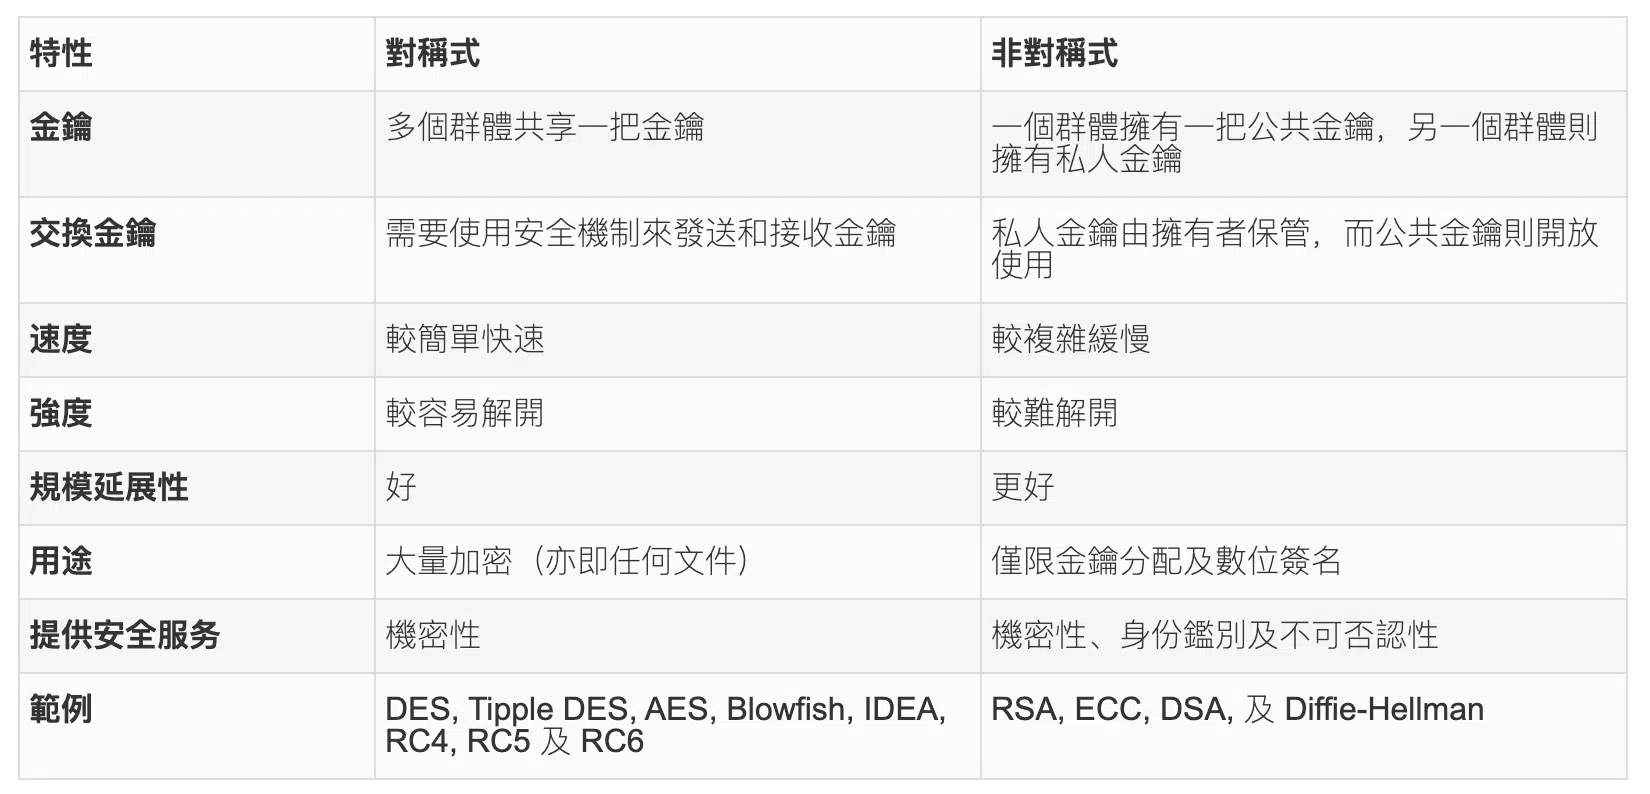 特性
對稱式
非對稱式
金鑰
多個群體共享一把金鑰
一個群體擁有一把公共金鑰，另一個群體則
擁有私人金鑰
交換金鑰
需要使用安全機制來發送和接收金鑰
私人金鑰由擁有者保管，而公共金鑰則開放
使用
速度
較簡單快速
較複雜緩慢
強度
較容易解開
較難解開
規模延展性
好
更好
用途
大量加密（亦即任何文件）
僅限金鑰分配及數位簽名
提供安全服务
機密性
機密性、身份鑑別及不可否認性
範例
DES, Tipple DES, AES, Blowfish, IDEA,
RC4, RC5 及 RC6
RSA, ECC, DSA, 及 Diffie-Hellman